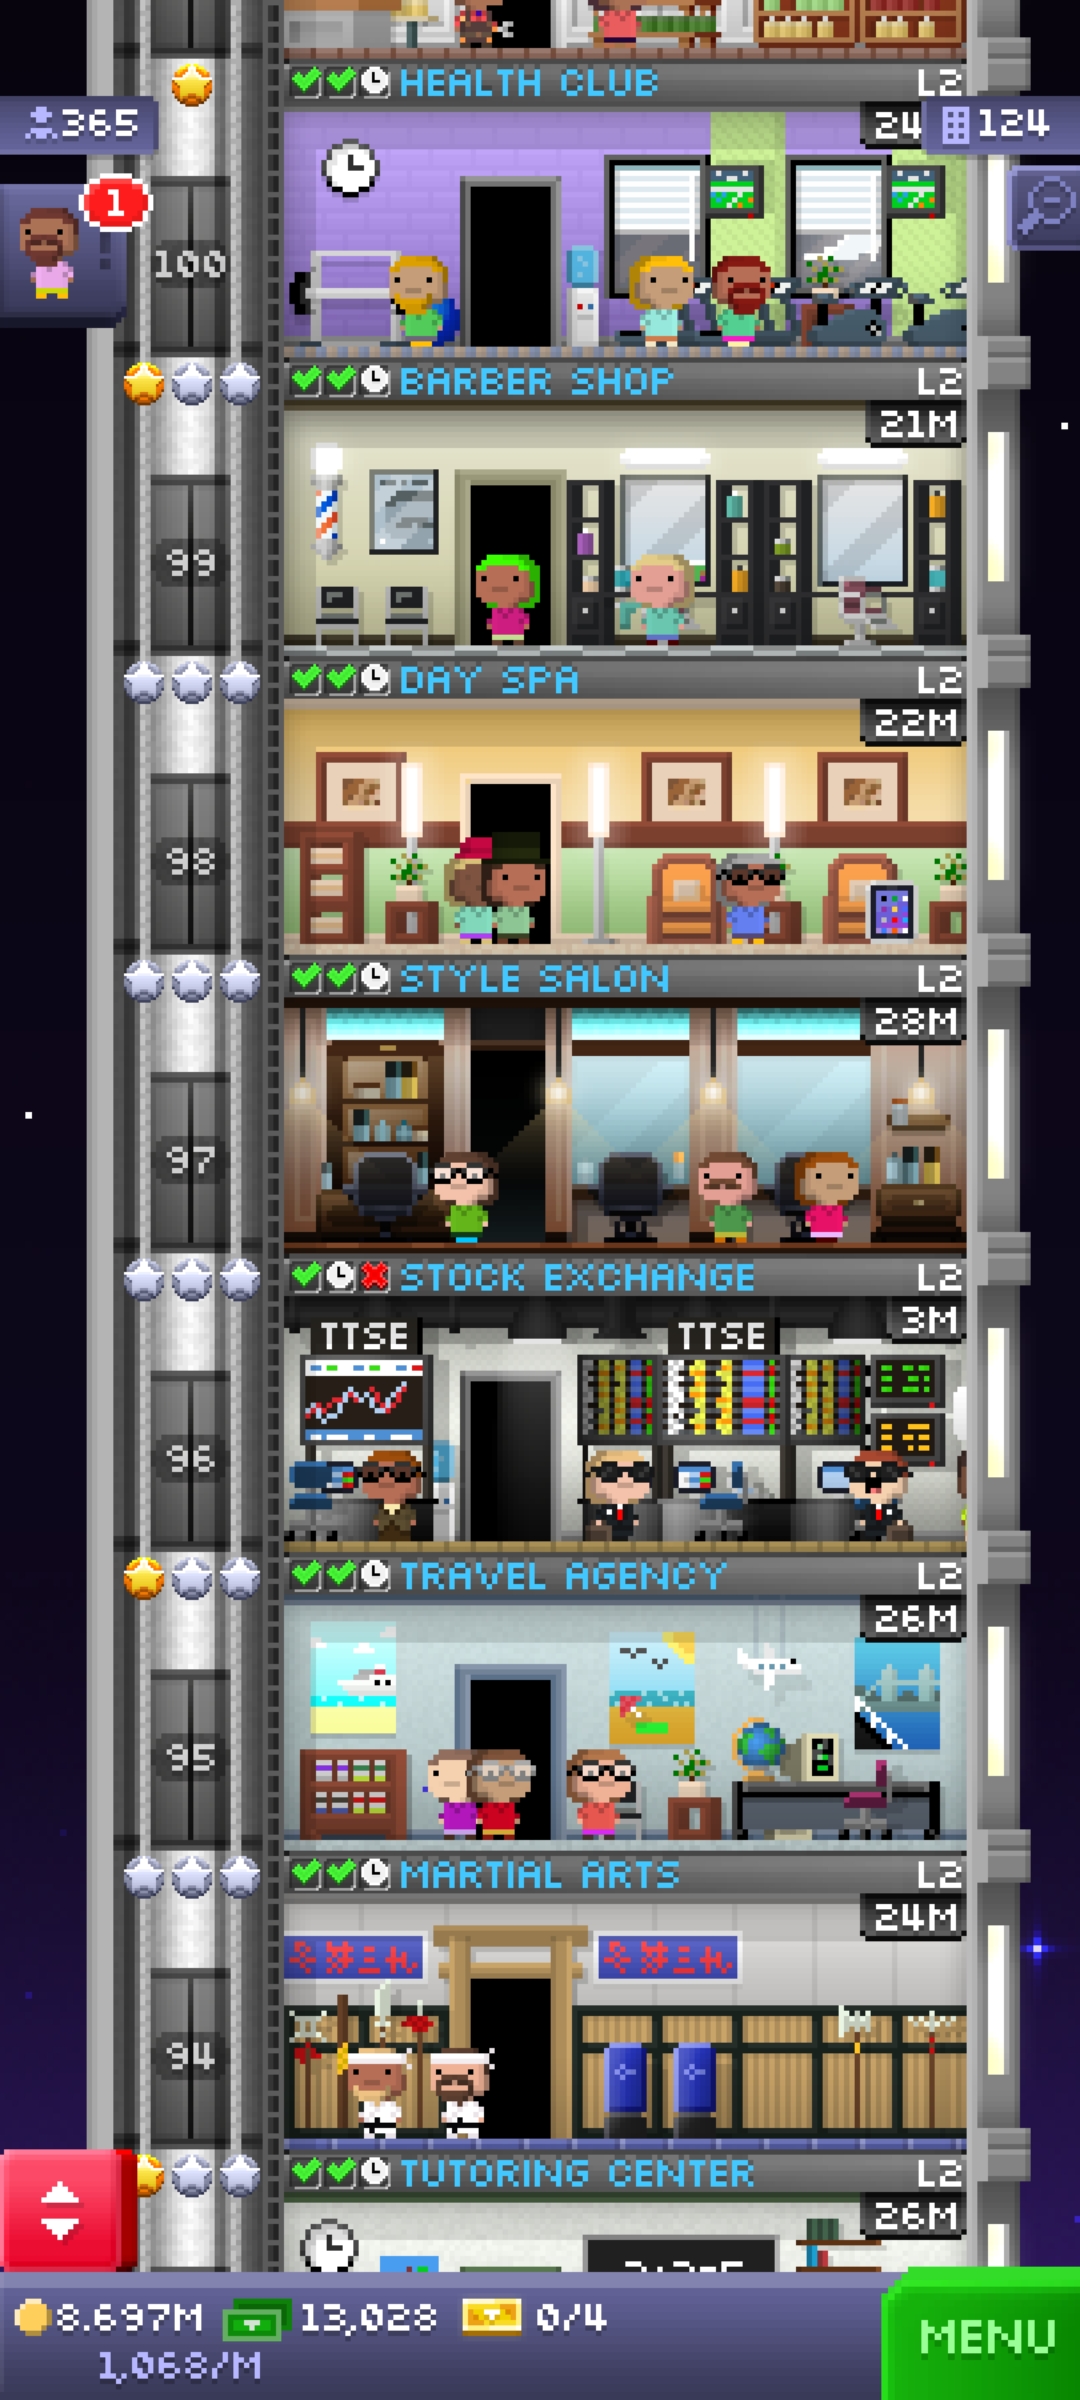 HEALTH CLUB L2
365
24
124
1
100
BARBER SHOP L2
21M
99
DAY SPA L2
22M
98
STYLE SALON L2
28M
97
STOCK EXCHANGE L2
3M
TTSE TTSE
96
TRAVEL AGENCY L2
26M
95
MARTIAL ARTS L2
24M
94
TUTORING CENTER L2
26M
8.697M 13,028 0/4
1,068/M
MENU